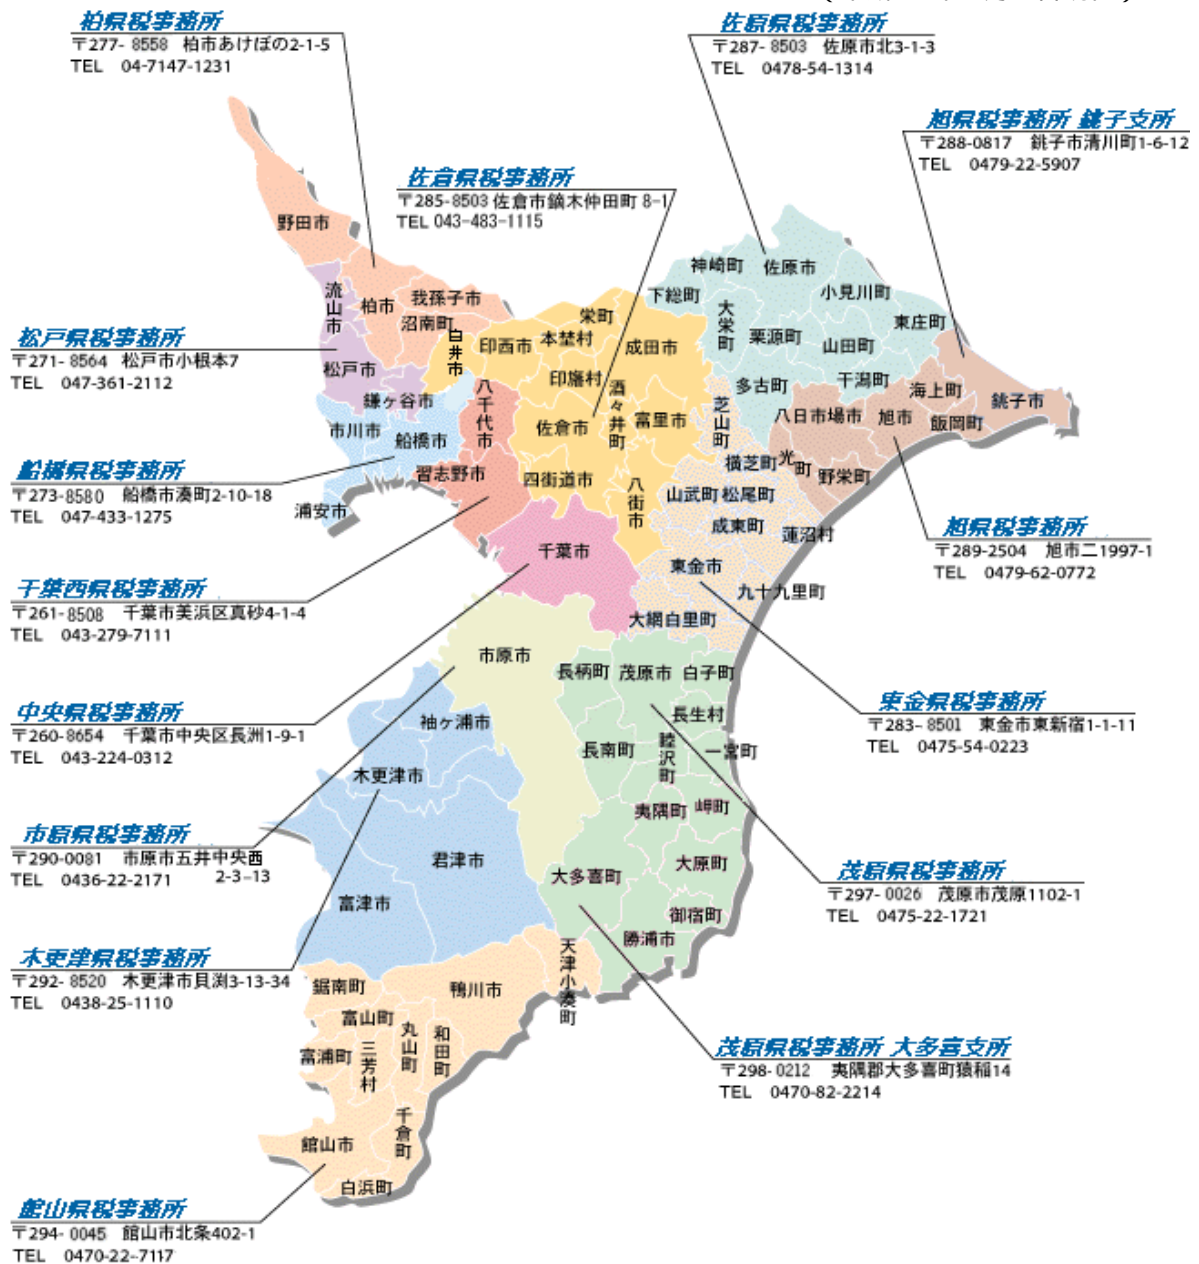 柏県税事務所
〒277- 8558 柏市あけぼの2-1-5
TEL 04-7147-1231
佐原県税事務所
〒287- 8503 佐原市北3-1-3
TEL 0478-54-1314
旭県税事務所 銚子支所
〒288-0817 銚子市清川町1-6-12
TEL 0479-22-5907
佐倉県税事務所
〒285-8503 佐倉市鏑木仲田町 8-1
TEL 043-483-1115
松戸県税事務所
〒271- 8564 松戸市小根本7
TEL 047-361-2112
船橋県税事務所
〒273-8580 船橋市湊町2-10-18
TEL 047-433-1275
千葉西県税事務所
〒261- 8508 千葉市美浜区真砂4-1-4
TEL 043-279-7111
中央県税事務所
〒260-8654 千葉市中央区長洲1-9-1
TEL 043-224-0312
市原県税事務所
〒290-0081 市原市五井中央西
TEL 0436-22-2171 2-3-13
木更津県税事務所
〒292- 8520 木更津市貝渕3-13-34
TEL 0438-25-1110
館山県税事務所
〒294- 0045 館山市北条402-1
TEL 0470-22-7117
旭県税事務所
〒289-2504 旭市ニ1997-1
TEL 0479-62-0772
東金県税事務所
〒283- 8501 東金市東新宿1-1-11
TEL 0475-54-0223
茂原県税事務所
〒297- 0026 茂原市茂原1102-1
TEL 0475-22-1721
茂原県税事務所 大多喜支所
〒298- 0212 夷隅郡大多喜町猿稲14
TEL 0470-82-2214
野田市
流山市
柏市
我孫子市
沼南町
白井市
松戸市
鎌ヶ谷市
市川市
船橋市
浦安市
八千代市
習志野市
印西市
本埜村
栄町
成田市
印旛村
酒々井町
富里市
佐倉市
四街道市
八街市
神崎町
佐原市
下総町
大栄町
小見川町
東庄町
栗源町
山田町
多古町
干潟町
海上町
銚子市
八日市場市
旭市
飯岡町
光町
野栄町
芝山町
横芝町
山武町
松尾町
成東町
蓮沼村
東金市
九十九里町
大網白里町
千葉市
市原市
長柄町
茂原市
白子町
長生村
長南町
睦沢町
一宮町
夷隅町
岬町
大多喜町
大原町
御宿町
勝浦市
袖ヶ浦市
木更津市
君津市
富津市
天津小湊町
鋸南町
鴨川市
富山町
丸山町
和田町
富浦町
三芳村
千倉町
館山市
白浜町